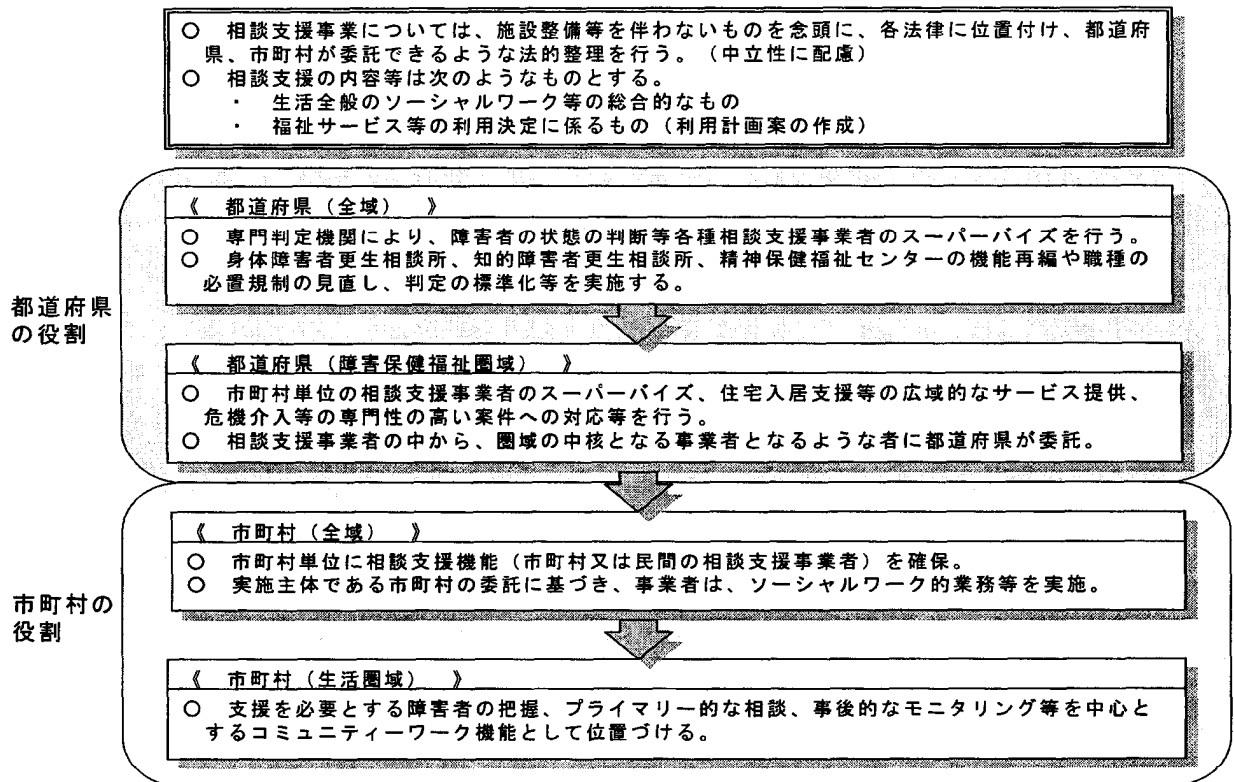 ○ 相談支援事業については、施設整備等を伴わないものを念頭に、各法律に位置付け、都道府
県、市町村が委託できるような法的整理を行う。（中立性に配慮）
○ 相談支援の内容等は次のようなものとする。
・ 生活全般のソーシャルワーク等の総合的なもの
・ 福祉サービス等の利用決定に係るもの（利用計画案の作成）
都道府県
の役割
《 都道府県（全域） 》
○ 専門判定機関により、障害者の状態の判断等各種相談支援事業者のスーパーバイズを行う。
○ 身体障害者更生相談所、知的障害者更生相談所、精神保健福祉センターの機能再編や職種の
必置規制の見直し、判定の標準化等を実施する。
《 都道府県（障害保健福祉圏域） 》
○ 市町村単位の相談支援事業者のスーパーバイズ、住宅入居支援等の広域的なサービス提供、
危機介入等の専門性の高い案件への対応等を行う。
○ 相談支援事業者の中から、圏域の中核となる事業者となるような者に都道府県が委託。
市町村の
役割
《 市町村（全域） 》
○ 市町村単位に相談支援機能（市町村又は民間の相談支援事業者）を確保。
○ 実施主体である市町村の委託に基づき、事業者は、ソーシャルワーク的業務等を実施。
《 市町村（生活圏域） 》
○ 支援を必要とする障害者の把握、プライマリー的な相談、事後的なモニタリング等を中心と
するコミュニティーワーク機能として位置づける。